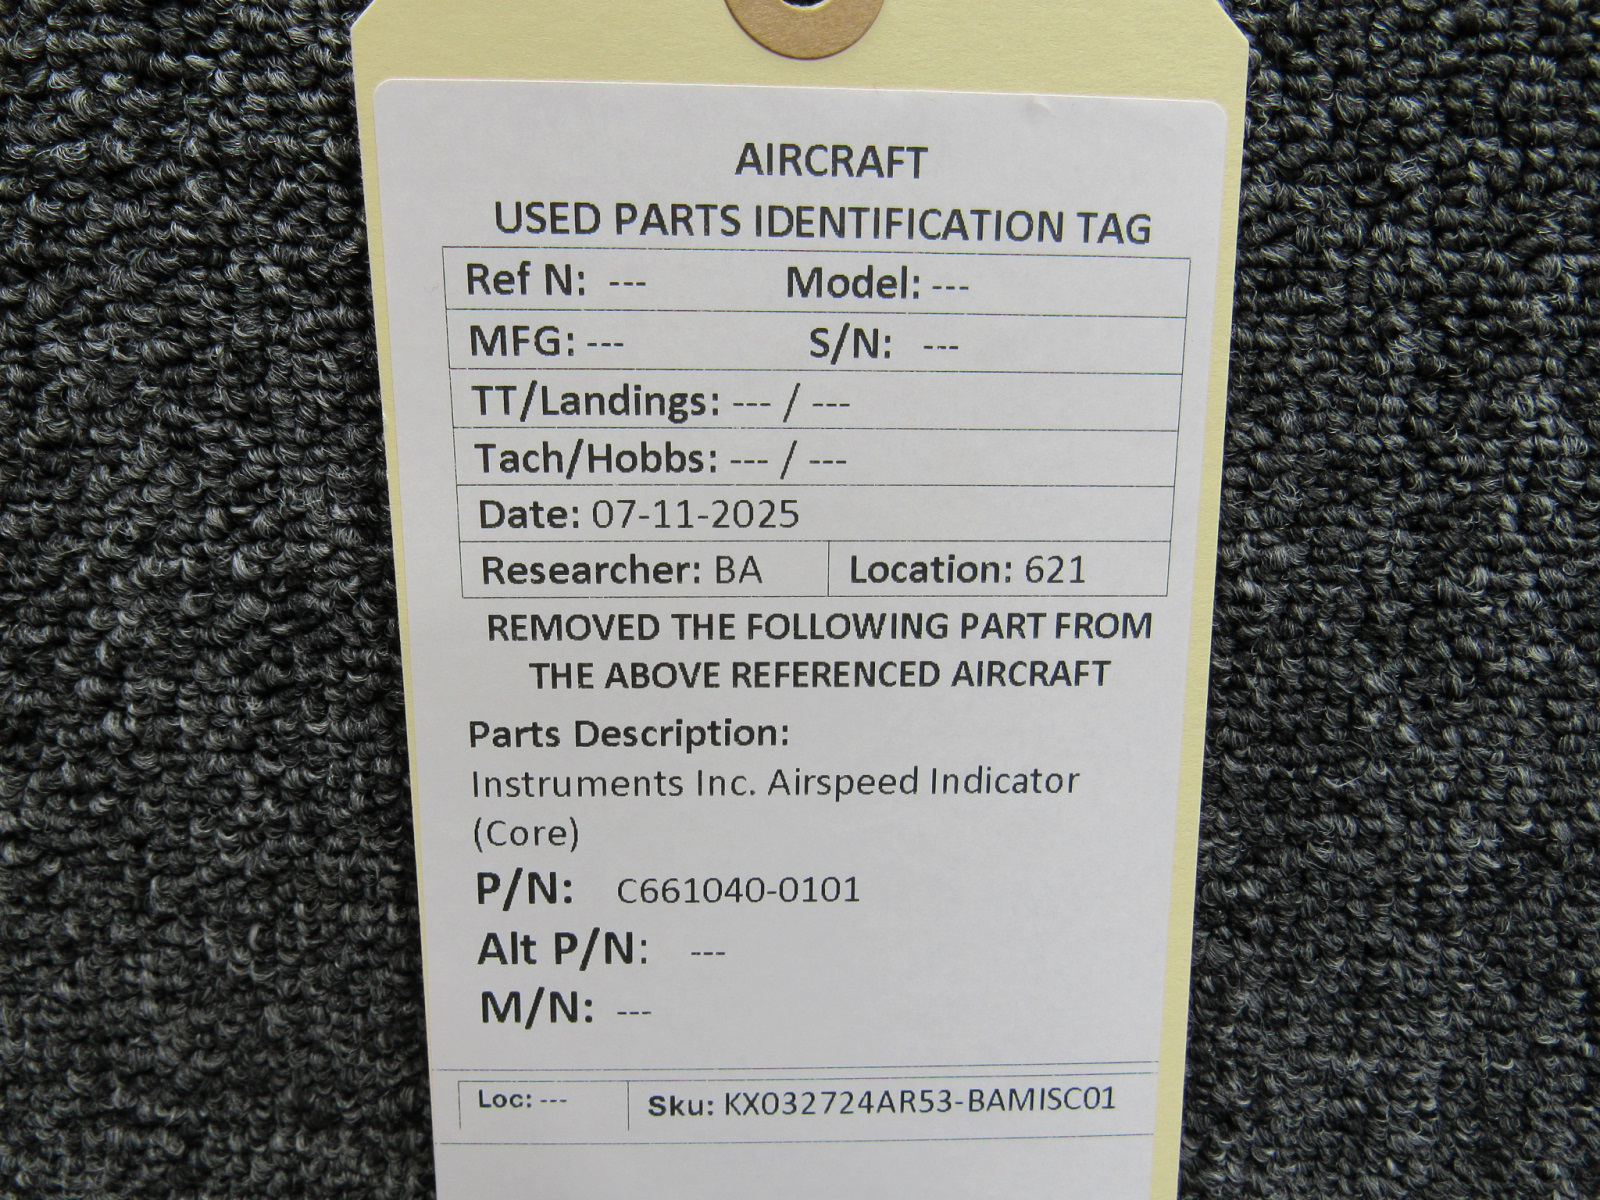 AIRCRAFT
USED PARTS IDENTIFICATION TAG
Ref N: --- Model: ---
MFG: --- S/N: ---
TT/Landings: --- / ---
Tach/Hobbs: --- / ---
Date: 07-11-2025
Researcher: BA Location: 621
REMOVED THE FOLLOWING PART FROM
THE ABOVE REFERENCED AIRCRAFT
Parts Description:
Instruments Inc. Airspeed Indicator
(Core)
P/N: C661040-0101
Alt P/N: ---
M/N: ---
Loc: --- Sku: KX032724AR53-BAMISC01